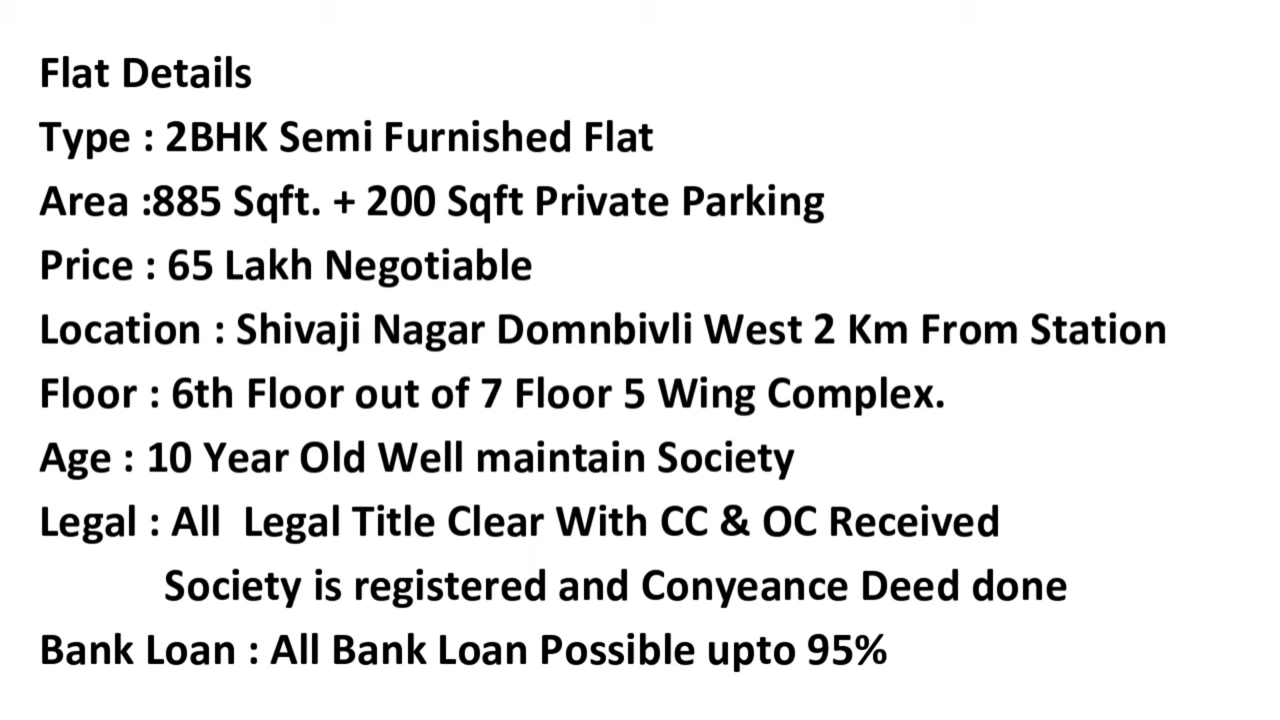 Flat Details
Type : 2BHK Semi Furnished Flat
Area :885 Sqft. + 200 Sqft Private Parking
Price : 65 Lakh Negotiable
Location : Shivaji Nagar Domnbivli West 2 Km From Station
Floor : 6th Floor out of 7 Floor 5 Wing Complex.
Age : 10 Year Old Well maintain Society
Legal : All  Legal Title Clear With CC & OC Received
Society is registered and Conyeance Deed done
Bank Loan : All Bank Loan Possible upto 95%